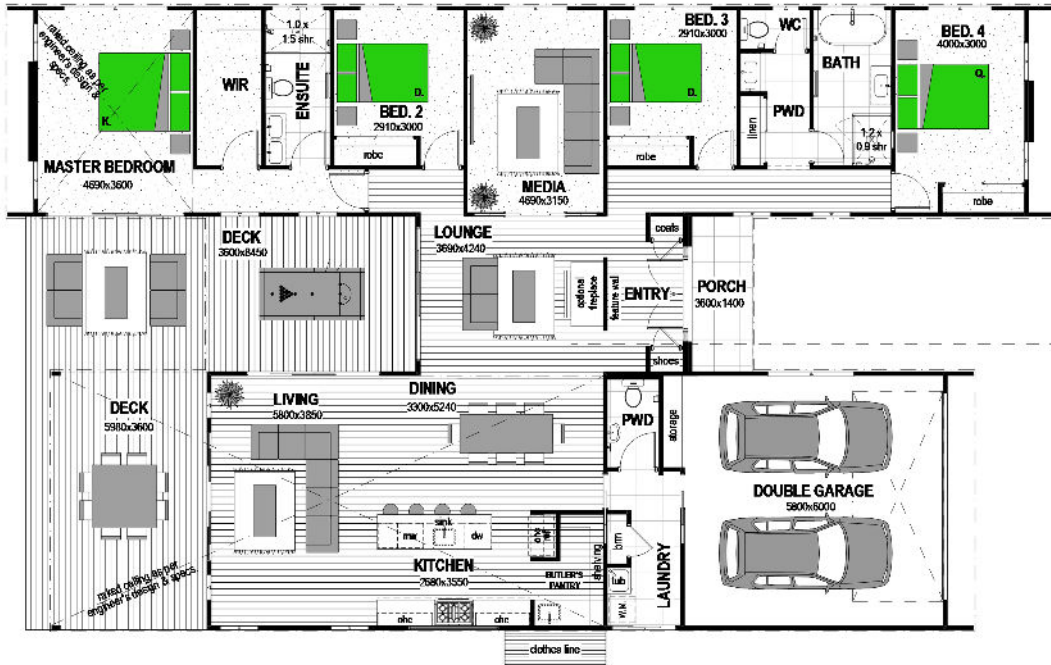 raked ceiling as per
engineer's design &
specs.
K.
MASTER BEDROOM
4690x3600
WIR
1.0 x
1.5 shr
ENSUITE
D.
BED. 2
2910x3000
robe
MEDIA
4690x3150
BED. 3
2910x3000
D.
robe
WC
PWD
linen
BATH
1.2 x
0.9 shr
BED. 4
4000x3000
Q.
robe
DECK
3600x8450
LOUNGE
3690x4240
optional
fireplace
feature wall
coats
ENTRY
shoes
PORCH
3600x1400
DECK
5980x3600
raked ceiling as per
engineer's design & specs.
LIVING
5800x3850
DINING
3300x5240
PWD
storage
DOUBLE GARAGE
5800x6000
sink
dw
KITCHEN
2680x3550
ohc
ohc
BUTLER'S
PANTRY
shelving
brm
tub
W.M.
LAUNDRY
clothes line